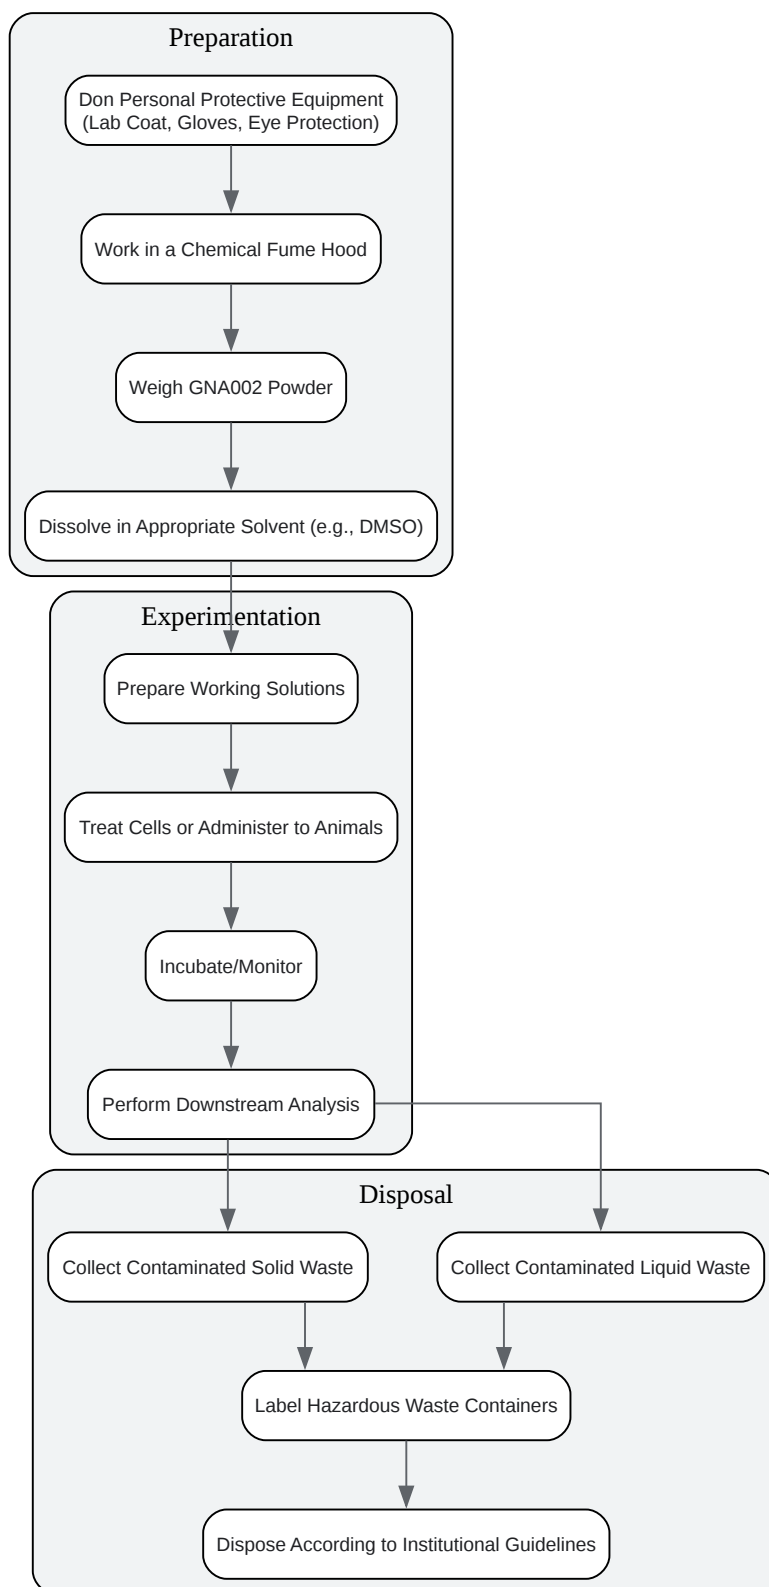 Preparation
Don Personal Protective Equipment
(Lab Coat, Gloves, Eye Protection)
Work in a Chemical Fume Hood
Weigh GNA002 Powder
Dissolve in Appropriate Solvent (e.g., DMSO)
Experimentation
Prepare Working Solutions
Treat Cells or Administer to Animals
Incubate/Monitor
Perform Downstream Analysis
Disposal
Collect Contaminated Solid Waste
Collect Contaminated Liquid Waste
Label Hazardous Waste Containers
Dispose According to Institutional Guidelines